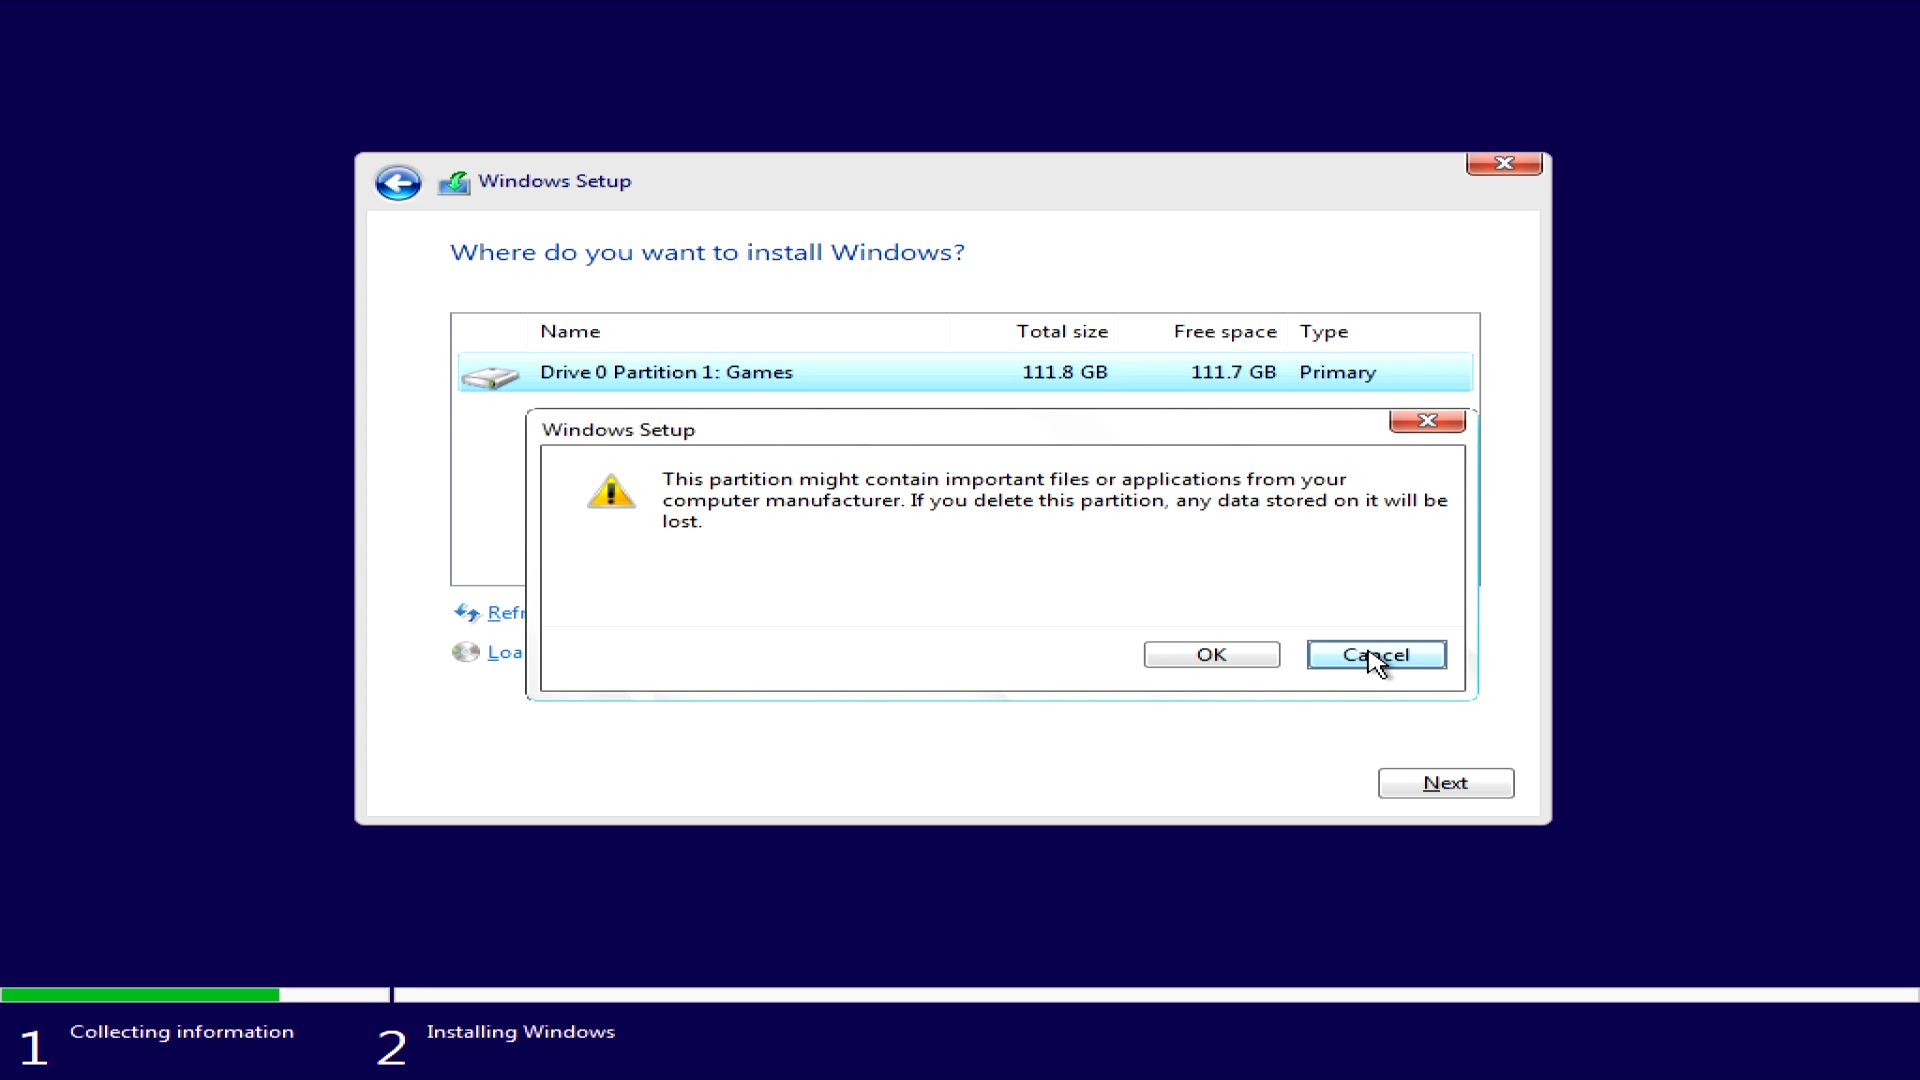 Windows Setup
Where do you want to install Windows?
Name Total size Free space Type
Drive 0 Partition 1: Games 111.8 GB 111.7 GB Primary
Windows Setup
This partition might contain important files or applications from your
computer manufacturer. If you delete this partition, any data stored on it will be
lost.
Refr
Loa
OK Cancel
Next
1 Collecting information 2 Installing Windows